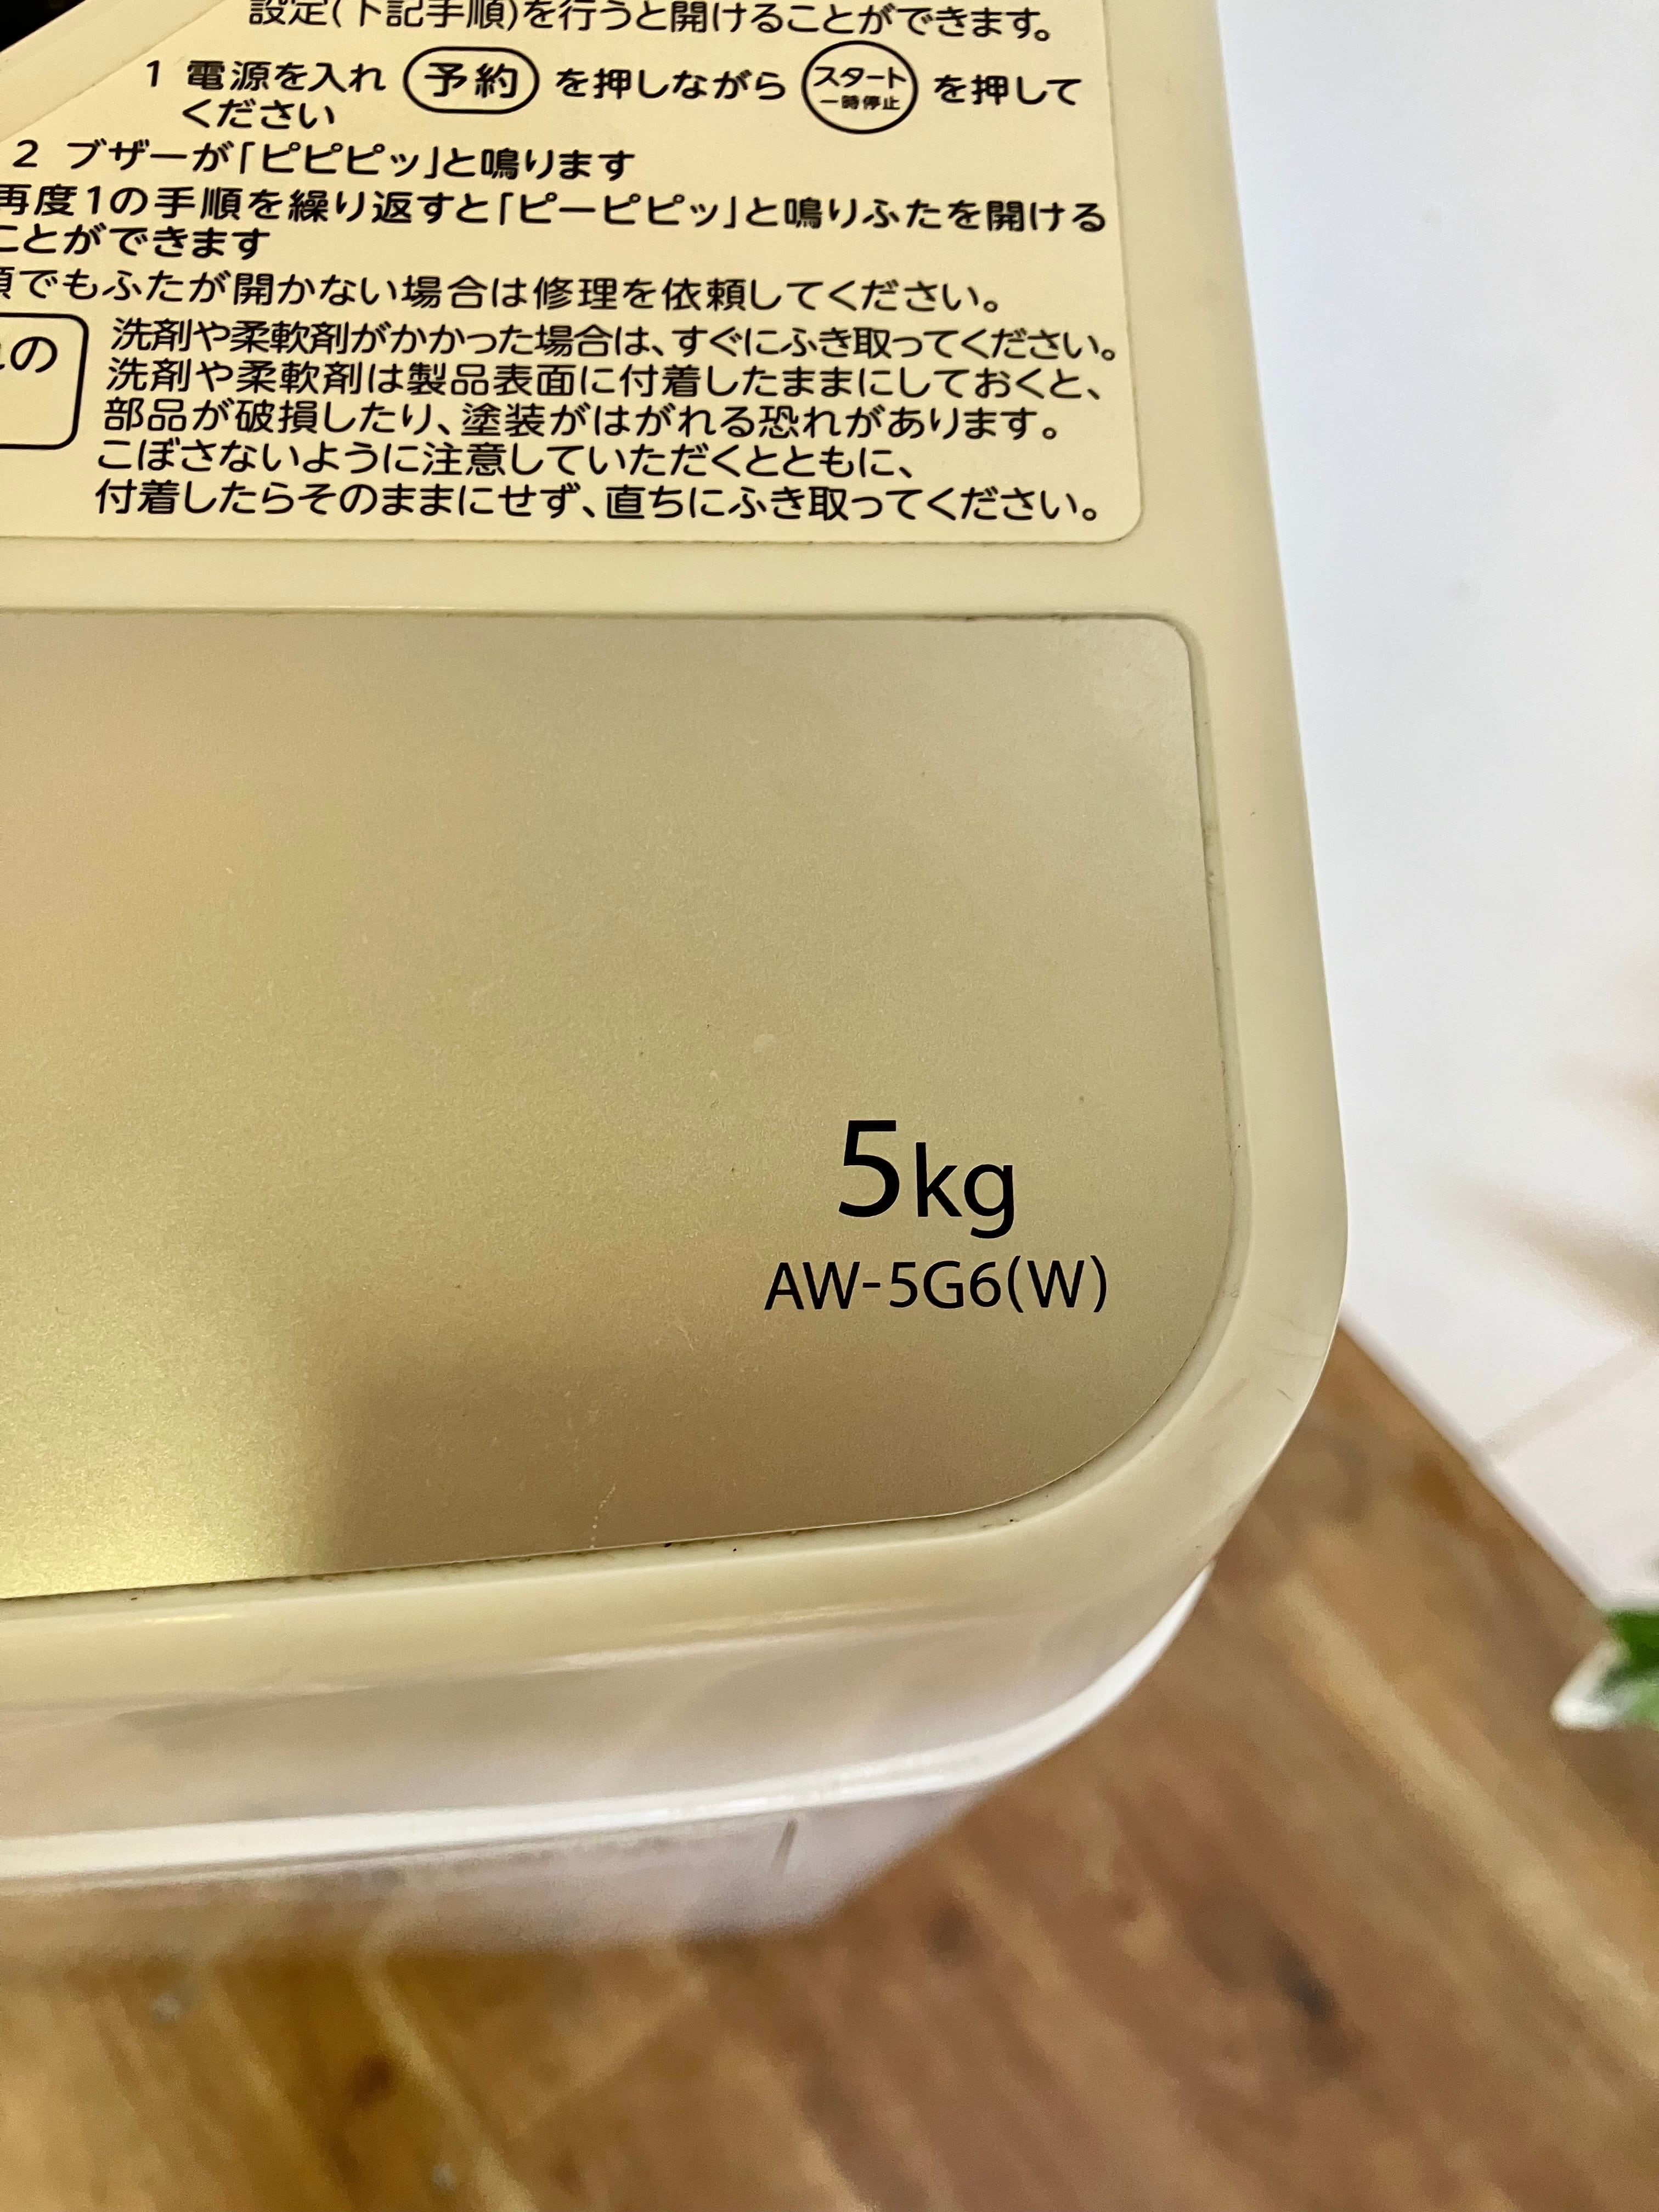 設定(下記手順)を行うと開けることができます。
1 電源を入れ 予約 を押しながら スタート 一時停止 を押して
ください
2 ブザーが「ピピピッ」と鳴ります
再度1の手順を繰り返すと「ピーピピッ」と鳴りふたを開ける
ことができます
でもふたが開かない場合は修理を依頼してください。
の
洗剤や柔軟剤がかかった場合は、すぐにふき取ってください。
洗剤や柔軟剤は製品表面に付着したままにしておくと、
部品が破損したり、塗装がはがれる恐れがあります。
こぼさないように注意していただくとともに、
付着したらそのままにせず、直ちにふき取ってください。
5kg
AW-5G6(W)